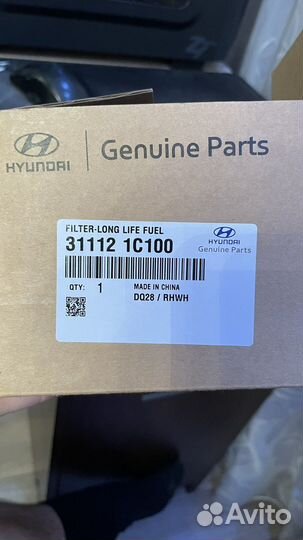 HYUNDAI
Genuine Parts
FILTER-LONG LIFE FUEL
31112 1C100
HYUNDAI
Genuine Parts
QTY: 1
MADE IN CHINA
DQ28 / RHWH
Avito